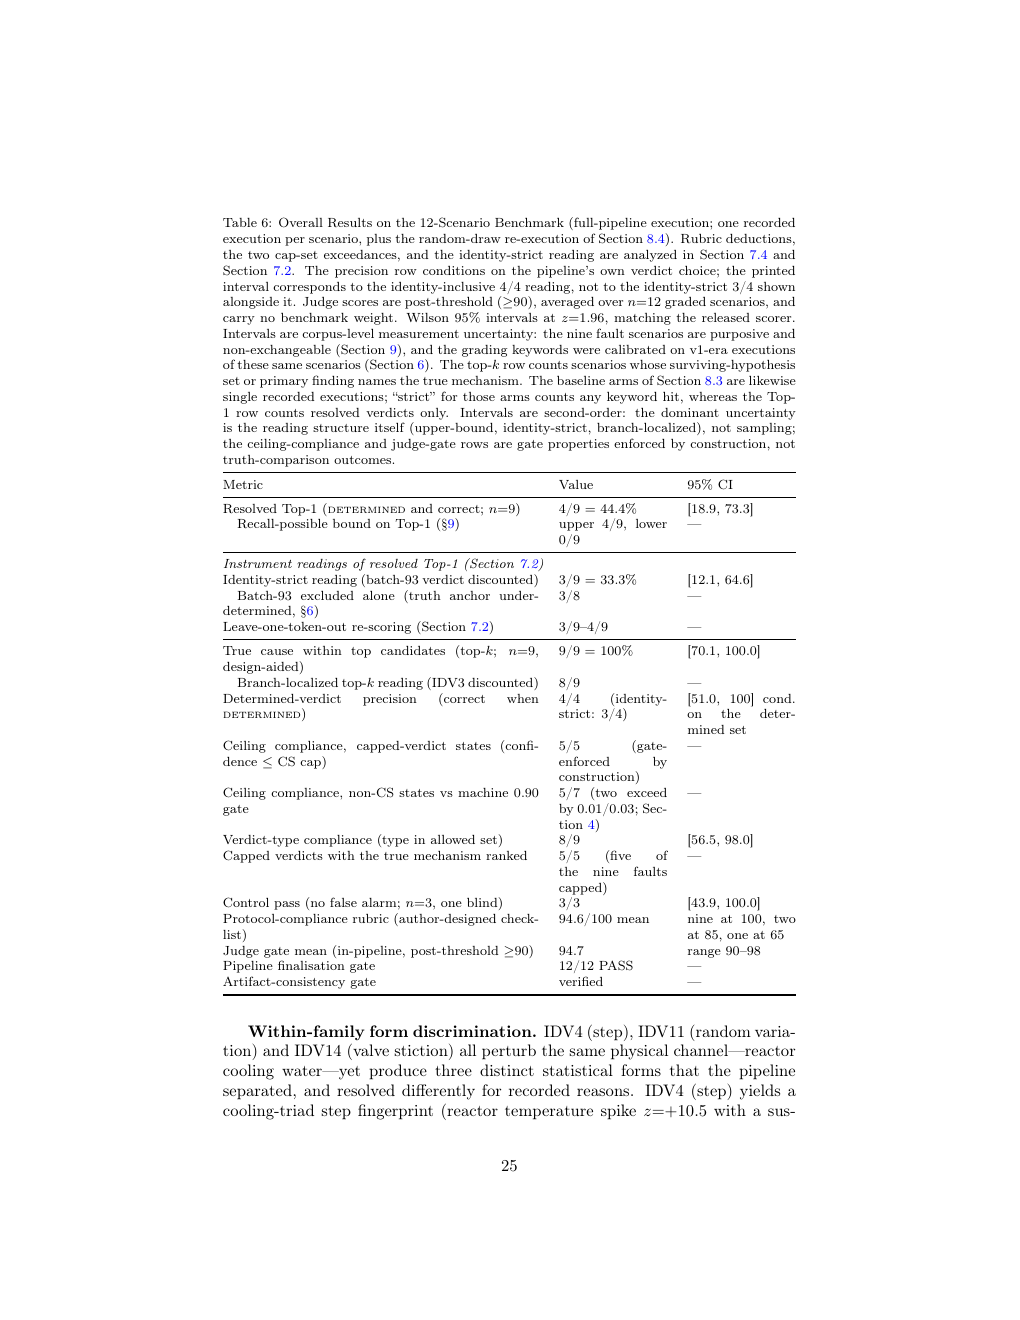 Table 6: Overall Results on the 12-Scenario Benchmark (full-pipeline execution; one recorded
execution per scenario, plus the random-draw re-execution of Section 8.4). Rubric deductions,
the two cap-set exceedances, and the identity-strict reading are analyzed in Section 7.4 and
Section 7.2. The precision row conditions on the pipeline's own verdict choice; the printed
interval corresponds to the identity-inclusive 4/4 reading, not to the identity-strict 3/4 shown
alongside it. Judge scores are post-threshold (≥90), averaged over n=12 graded scenarios, and
carry no benchmark weight. Wilson 95% intervals at z=1.96, matching the released scorer.
Intervals are corpus-level measurement uncertainty: the nine fault scenarios are purposive and
non-exchangeable (Section 9), and the grading keywords were calibrated on v1-era executions
of these same scenarios (Section 6). The top-k row counts scenarios whose surviving-hypothesis
set or primary finding names the true mechanism. The baseline arms of Section 8.3 are likewise
single recorded executions; “strict” for those arms counts any keyword hit, whereas the Top-
1 row counts resolved verdicts only. Intervals are second-order: the dominant uncertainty
is the reading structure itself (upper-bound, identity-strict, branch-localized), not sampling;
the ceiling-compliance and judge-gate rows are gate properties enforced by construction, not
truth-comparison outcomes.
Metric Value 95% CI
Resolved Top-1 (DETERMINED and correct; n=9) 4/9 = 44.4% [18.9, 73.3]
Recall-possible bound on Top-1 (§9) upper 4/9, lower —
0/9
Instrument readings of resolved Top-1 (Section 7.2)
Identity-strict reading (batch-93 verdict discounted) 3/9 = 33.3% [12.1, 64.6]
Batch-93 excluded alone (truth anchor under- 3/8 —
determined, §6)
Leave-one-token-out re-scoring (Section 7.2) 3/9–4/9 —
True cause within top candidates (top-k; n=9, 9/9 = 100% [70.1, 100.0]
design-aided)
Branch-localized top-k reading (IDV3 discounted) 8/9 —
Determined-verdict precision (correct when 4/4 (identity- [51.0, 100] cond.
DETERMINED) strict: 3/4) on the deter-
mined set
Ceiling compliance, capped-verdict states (confi- 5/5 (gate- —
dence ≤ CS cap) enforced by
construction)
Ceiling compliance, non-CS states vs machine 0.90 5/7 (two exceed —
gate by 0.01/0.03; Sec-
tion 4)
Verdict-type compliance (type in allowed set) 8/9 [56.5, 98.0]
Capped verdicts with the true mechanism ranked 5/5 (five of —
the nine faults
capped)
Control pass (no false alarm; n=3, one blind) 3/3 [43.9, 100.0]
Protocol-compliance rubric (author-designed check- 94.6/100 mean nine at 100, two
list) at 85, one at 65
Judge gate mean (in-pipeline, post-threshold ≥90) 94.7 range 90–98
Pipeline finalisation gate 12/12 PASS —
Artifact-consistency gate verified —
Within-family form discrimination. IDV4 (step), IDV11 (random varia-
tion) and IDV14 (valve stiction) all perturb the same physical channel—reactor
cooling water—yet produce three distinct statistical forms that the pipeline
separated, and resolved differently for recorded reasons. IDV4 (step) yields a
cooling-triad step fingerprint (reactor temperature spike z=+10.5 with a sus-
25